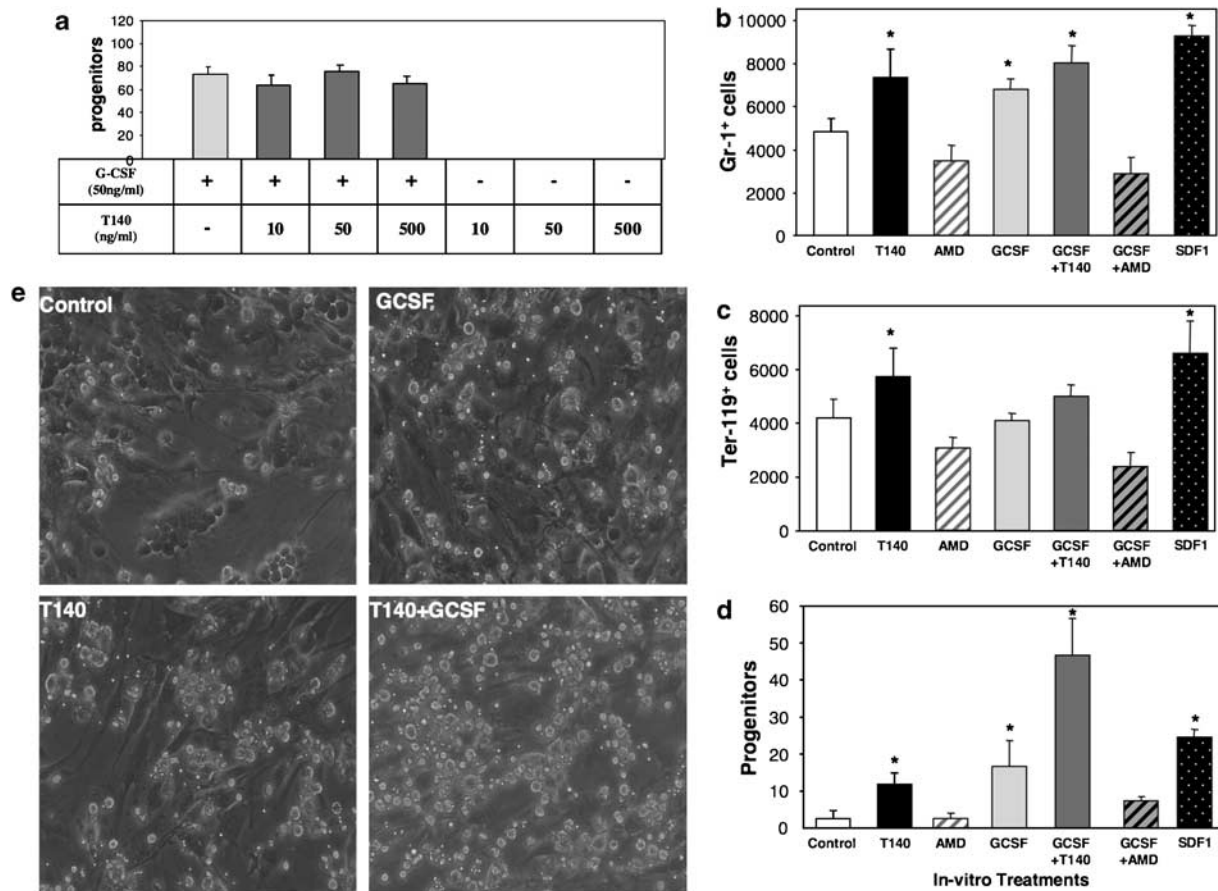 a
progenitors
120
100
80
60
40
20
0
G-CSF (50ng/ml) + + + + - - -
T140 (ng/ml) - 10 50 500 10 50 500
b
Gr-1+ cells
10000
8000
6000
4000
2000
0
* * * *
Control T140 AMD GCSF GCSF +T140 GCSF +AMD SDF1
c
Ter-119+ cells
8000
6000
4000
2000
0
* *
Control T140 AMD GCSF GCSF +T140 GCSF +AMD SDF1
d
Progenitors
60
50
40
30
20
10
0
* * * *
Control T140 AMD GCSF GCSF +T140 GCSF +AMD SDF1
In-vitro Treatments
e
Control
GCSF
T140
T140+GCSF